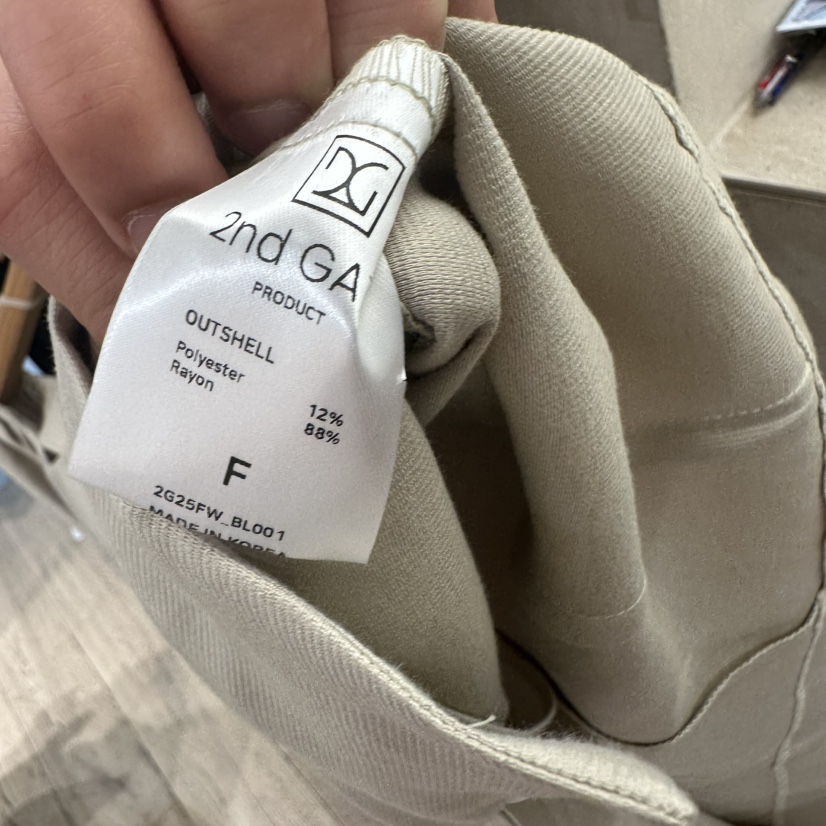 2nd GA
PRODUCT
OUTSHELL
Polyester 12%
Rayon 88%
F
2G25FW_BL001
MADE IN KOREA